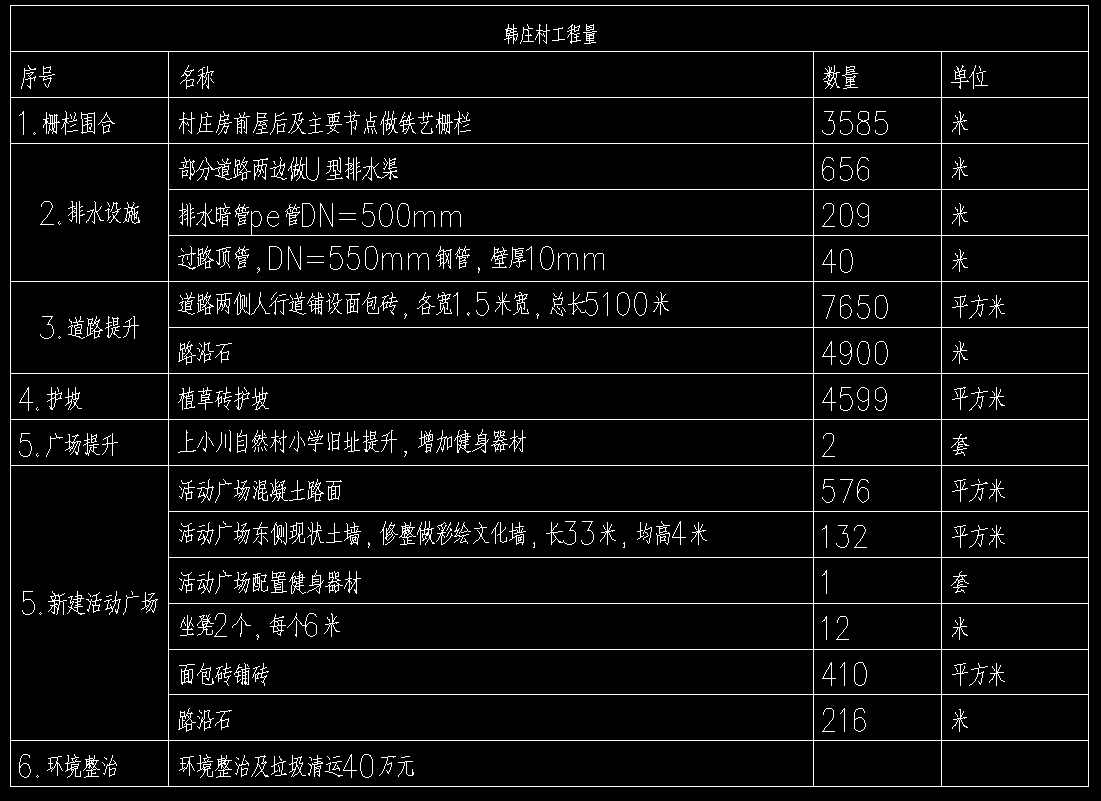 韩庄村工程量
序号 名称 数量 单位
1.栅栏围合 村庄房前屋后及主要节点做铁艺栅栏 3585 米
2.排水设施 部分道路两边做U型排水渠 656 米
排水暗管pe管DN=500mm 209 米
过路顶管,DN=550mm钢管,壁厚10mm 40 米
3.道路提升 道路两侧人行道铺设面包砖,各宽1.5米宽,总长5100米 7650 平方米
路沿石 4900 米
4.护坡 植草砖护坡 4599 平方米
5.广场提升 上小川自然村小学旧址提升,增加健身器材 2 套
5.新建活动广场 活动广场混凝土路面 576 平方米
活动广场东侧现状土墙,修整做彩绘文化墙,长33米,均高4米 132 平方米
活动广场配置健身器材 1 套
坐凳2个,每个6米 12 米
面包砖铺砖 410 平方米
路沿石 216 米
6.环境整治 环境整治及垃圾清运40万元